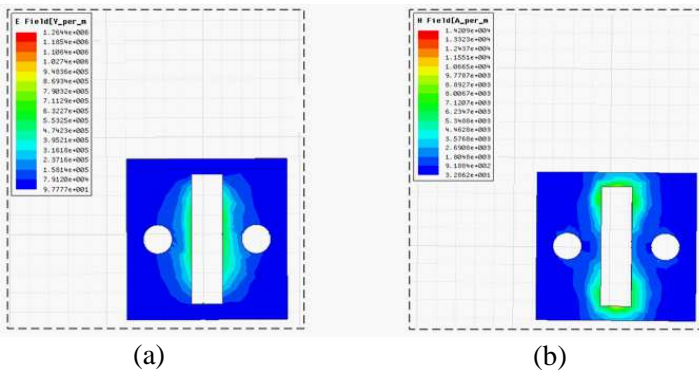 E Field[V_per_m
1.2644e+006
1.1854e+006
1.1064e+006
1.0274e+006
9.4836e+005
8.6934e+005
7.9032e+005
7.1129e+005
6.3227e+005
5.5325e+005
4.7423e+005
3.9521e+005
3.1618e+005
2.3716e+005
1.5814e+005
7.9120e+004
9.7777e+001
(a)
H Field[A_per_m
1.4209e+004
1.3323e+004
1.2437e+004
1.1551e+004
1.0665e+004
9.7787e+003
8.8927e+003
8.0067e+003
7.1207e+003
6.2347e+003
5.3488e+003
4.4628e+003
3.5768e+003
2.6908e+003
1.8048e+003
9.1884e+002
3.2862e+001
(b)